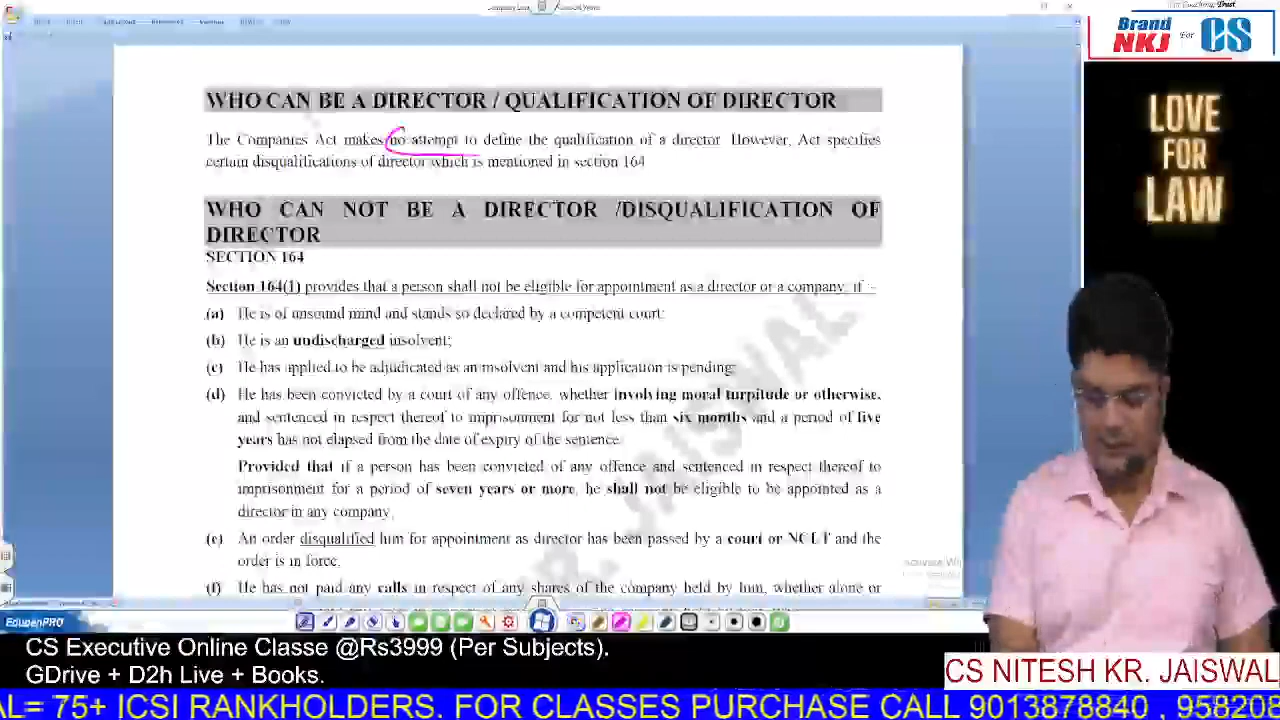 Brand
NKJ
For
CS
LOVE
FOR
LAW
WHO CAN BE A DIRECTOR / QUALIFICATION OF DIRECTOR
The Companies Act makes no attempt to define the qualification of a director. However, Act specifies
certain disqualifications of director which is mentioned in section 164
WHO CAN NOT BE A DIRECTOR /DISQUALIFICATION OF
DIRECTOR
SECTION 164
Section 164(1) provides that a person shall not be eligible for appointment as a director or a company, if :-
(a) He is of unsound mind and stands so declared by a competent court;
(b) He is an undischarged insolvent;
(c) He has applied to be adjudicated as an insolvent and his application is pending;
(d) He has been convicted by a court of any offence, whether involving moral turpitude or otherwise,
and sentenced in respect thereof to imprisonment for not less than six months and a period of five
years has not elapsed from the date of expiry of the sentence.
Provided that if a person has been convicted of any offence and sentenced in respect thereof to
imprisonment for a period of seven years or more, he shall not be eligible to be appointed as a
director in any company.
(e) An order disqualified him for appointment as director has been passed by a court or NCLT and the
order is in force.
(f) He has not paid any calls in respect of any shares of the company held by him, whether alone or
JAISWAL
EdupenPRO
CS Executive Online Classe @Rs3999 (Per Subjects).
GDrive + D2h Live + Books.
CS NITESH KR. JAISWAL
AL= 75+ ICSI RANKHOLDERS. FOR CLASSES PURCHASE CALL 9013878840 , 958208